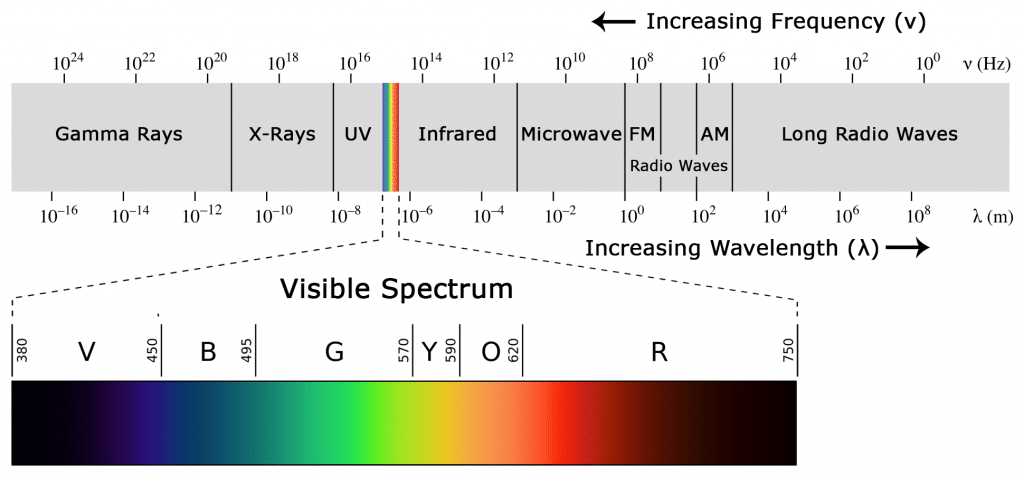 ← Increasing Frequency (ν)
10²⁴ 10²² 10²⁰ 10¹⁸ 10¹⁶ 10¹⁴ 10¹² 10¹⁰ 10⁸ 10⁶ 10⁴ 10² 10⁰ ν (Hz)
Gamma Rays X-Rays UV Infrared Microwave FM AM Long Radio Waves
Radio Waves
10⁻¹⁶ 10⁻¹⁴ 10⁻¹² 10⁻¹⁰ 10⁻⁸ 10⁻⁶ 10⁻⁴ 10⁻² 10⁰ 10² 10⁴ 10⁶ 10⁸ λ (m)
Increasing Wavelength (λ) →
Visible Spectrum
380 V 450 B 495 G 570 Y 590 O 620 R 750